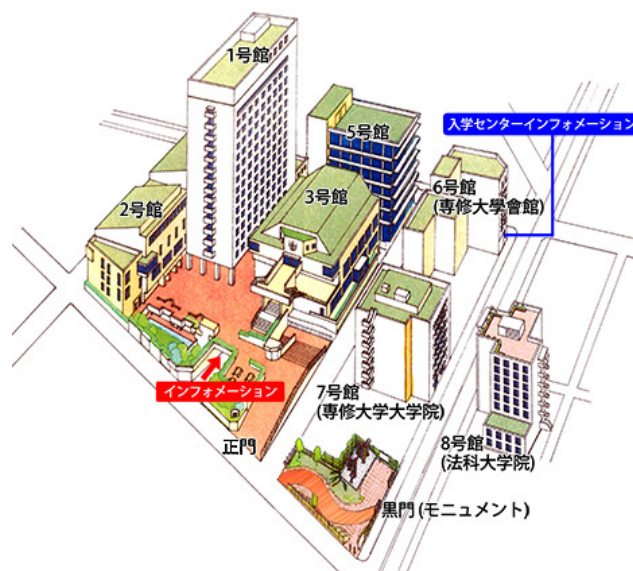 1号館
5号館
入学センターインフォメーション
6号館
(専修大學會館)
3号館
2号館
インフォメーション
7号館
(専修大学大学院)
正門
8号館
(法科大学院)
黒門(モニュメント)